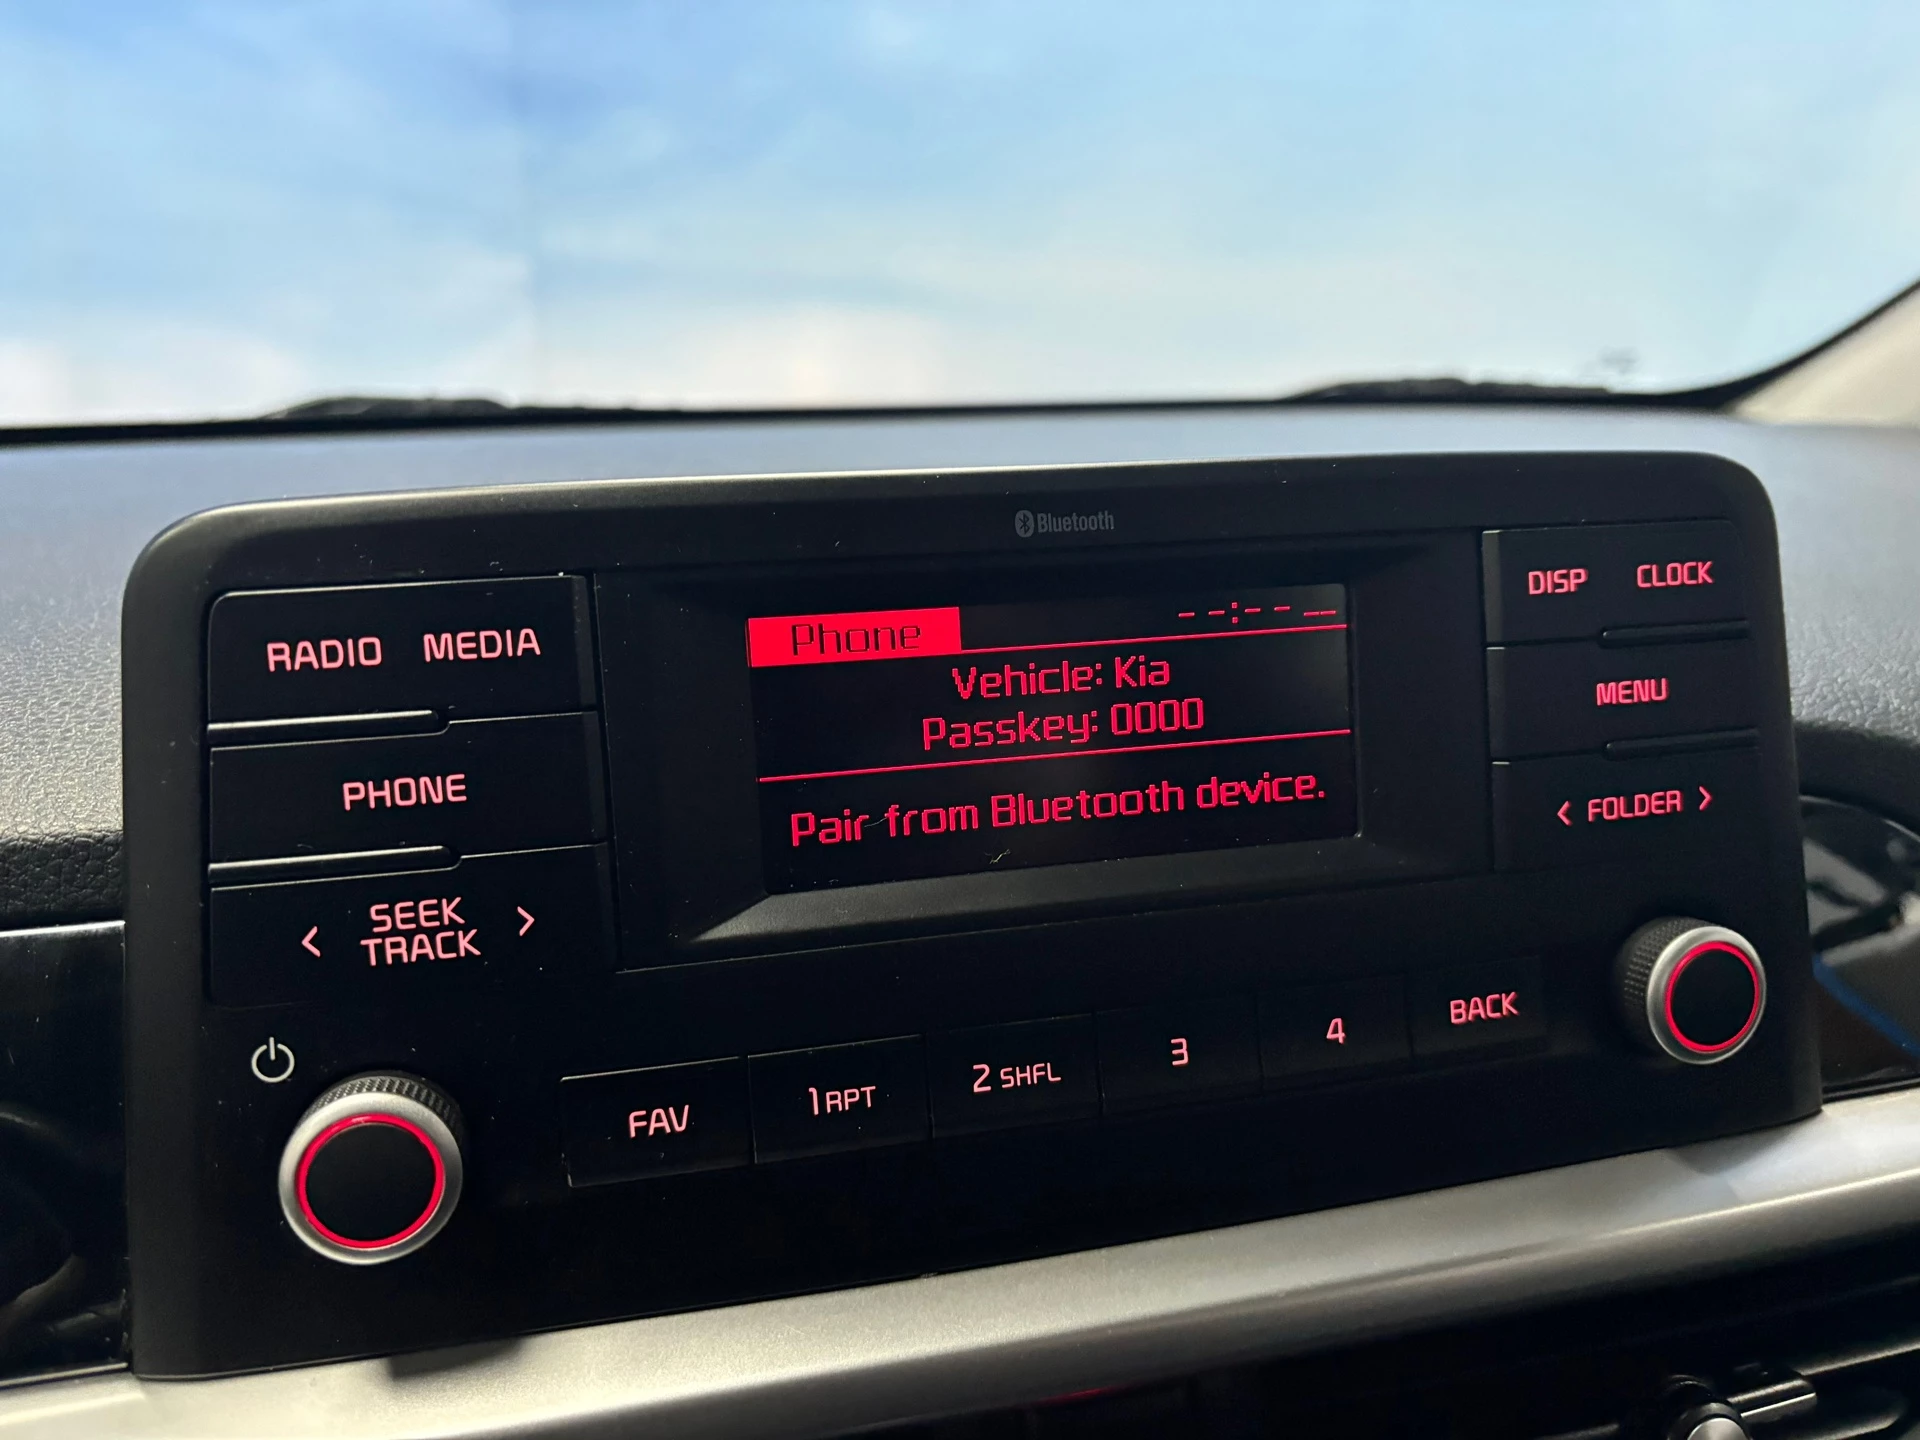 Bluetooth
RADIO MEDIA
PHONE
< SEEK TRACK >
Phone --:-- --
Vehicle: Kia
Passkey: 0000
Pair from Bluetooth device.
DISP CLOCK
MENU
< FOLDER >
FAV 1 RPT 2 SHFL 3 4 BACK